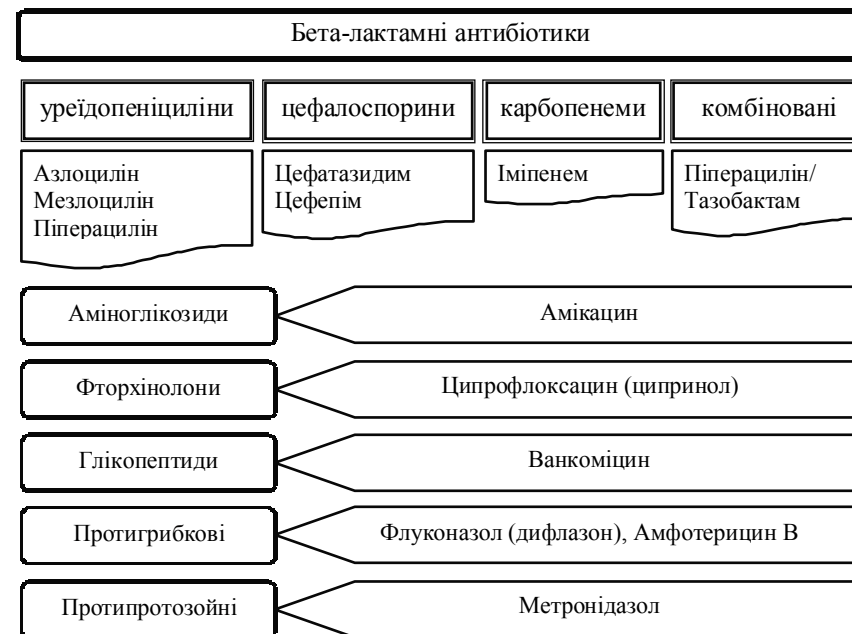 Бета-лактамні антибіотики
уреїдопеніциліни
цефалоспорини
карбопенеми
комбіновані
Азлоцилін
Мезлоцилін
Піперацилін
Цефатазидим
Цефепім
Іміпенем
Піперацилін/
Тазобактам
Аміноглікозиди
Амікацин
Фторхінолони
Ципрофлоксацин (ципринол)
Глікопептиди
Ванкоміцин
Протигрибкові
Флуконазол (дифлазон), Амфотерицин В
Протипротозойні
Метронідазол